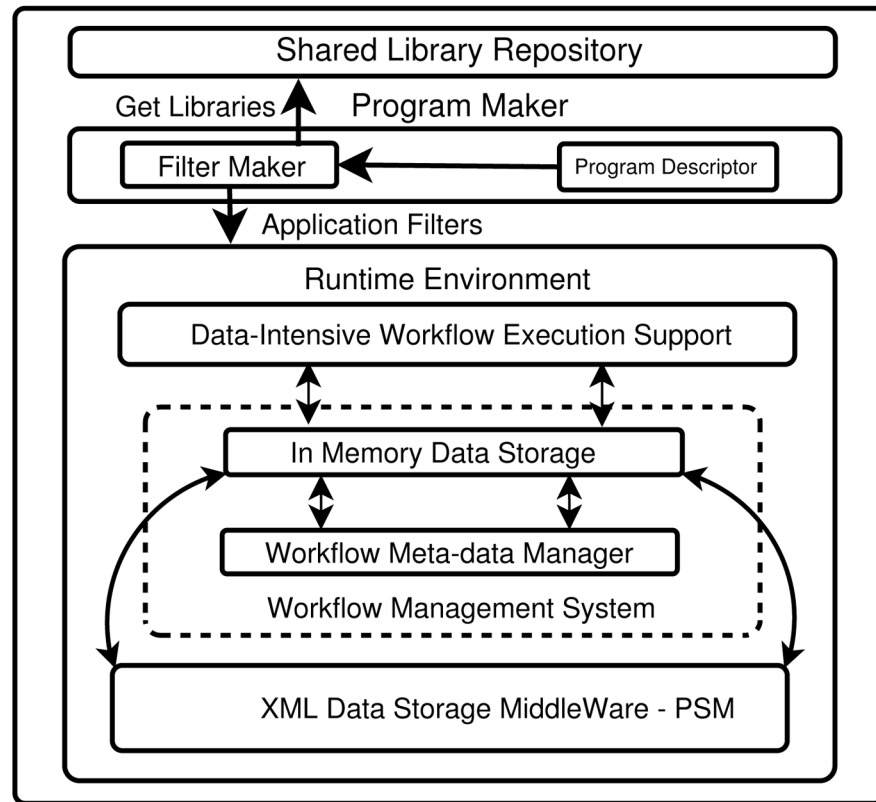 Shared Library Repository
Get Libraries
Program Maker
Filter Maker
Program Descriptor
Application Filters
Runtime Environment
Data-Intensive Workflow Execution Support
In Memory Data Storage
Workflow Meta-data Manager
Workflow Management System
XML Data Storage MiddleWare - PSM